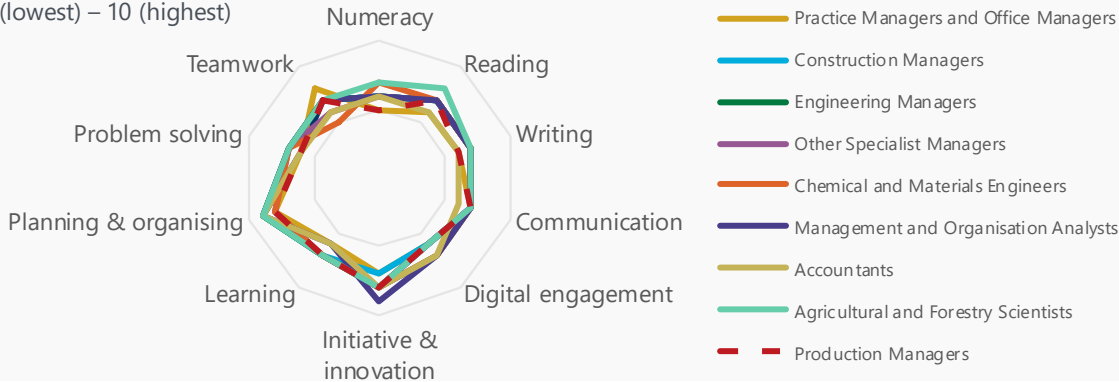 (lowest) – 10 (highest)
Numeracy
Reading
Writing
Communication
Digital engagement
Initiative &
innovation
Learning
Planning & organising
Problem solving
Teamwork
Practice Managers and Office Managers
Construction Managers
Engineering Managers
Other Specialist Managers
Chemical and Materials Engineers
Management and Organisation Analysts
Accountants
Agricultural and Forestry Scientists
Production Managers